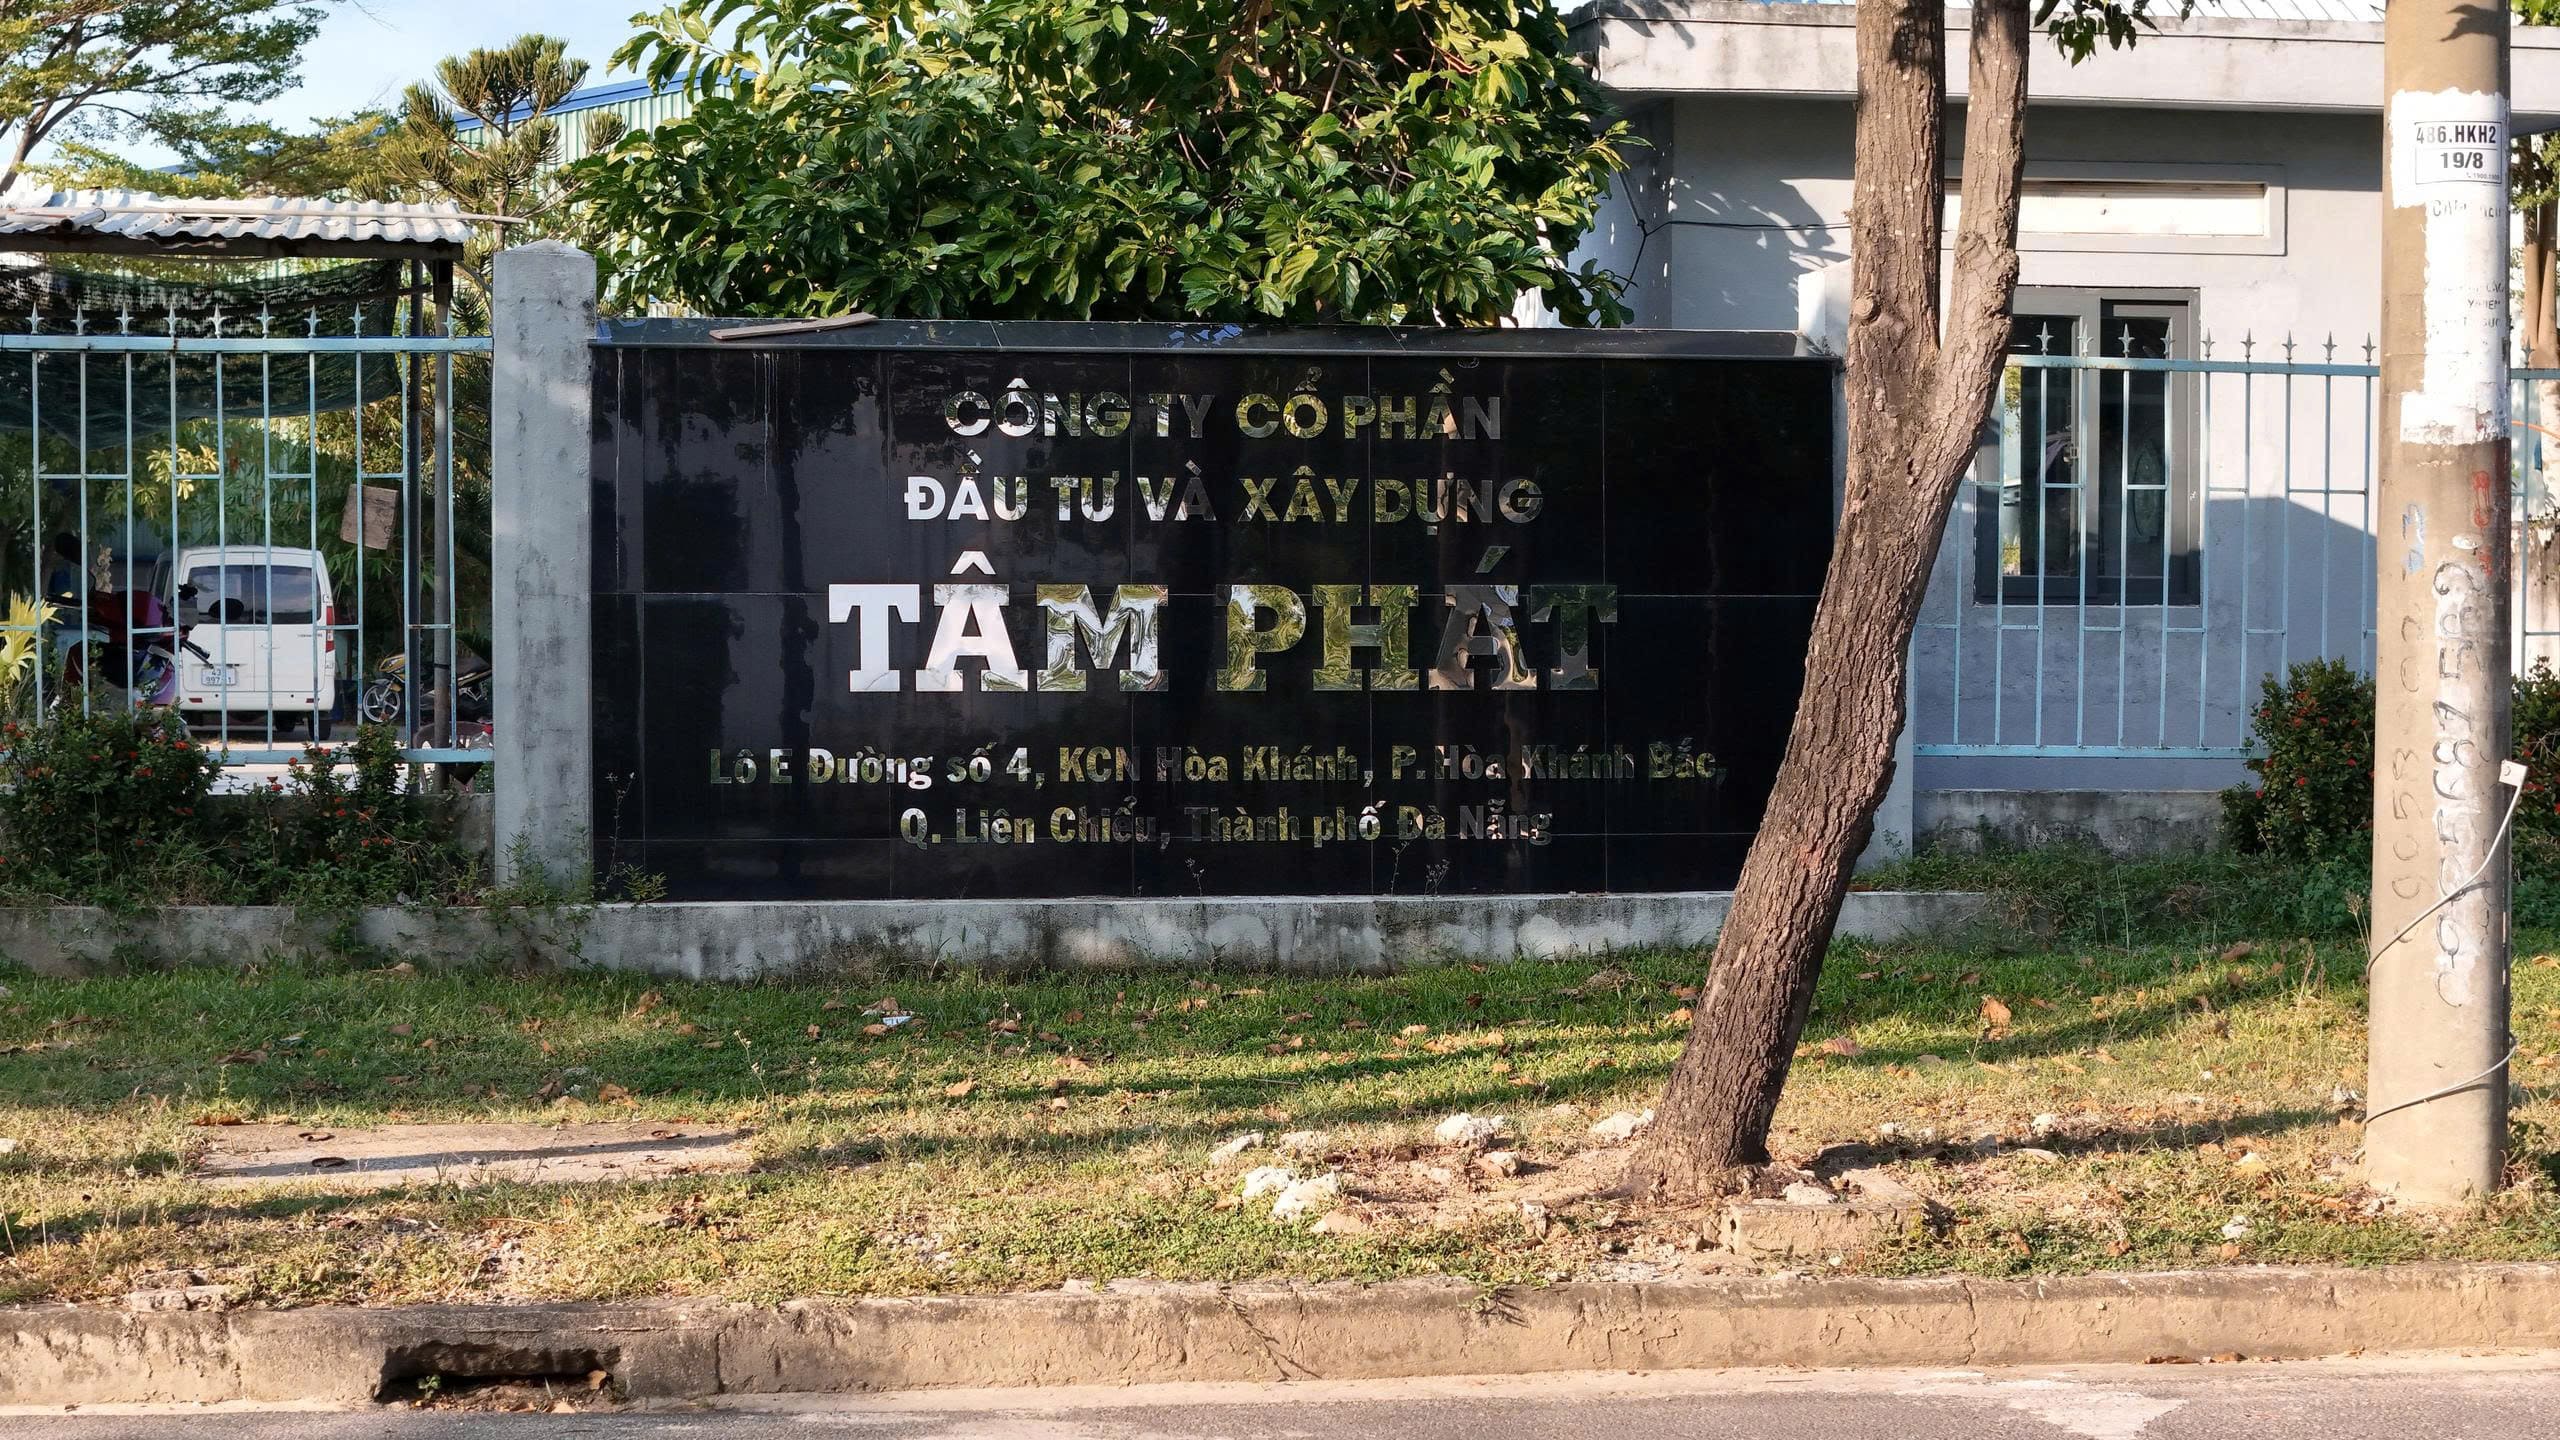 CÔNG TY CỔ PHẦN
ĐẦU TƯ VÀ XÂY DỰNG
TÂM PHÁT
Lô E Đường số 4, KCN Hòa Khánh, P. Hòa Khánh Bắc,
Q. Liên Chiểu, Thành phố Đà Nẵng
486.HKH2
19/8